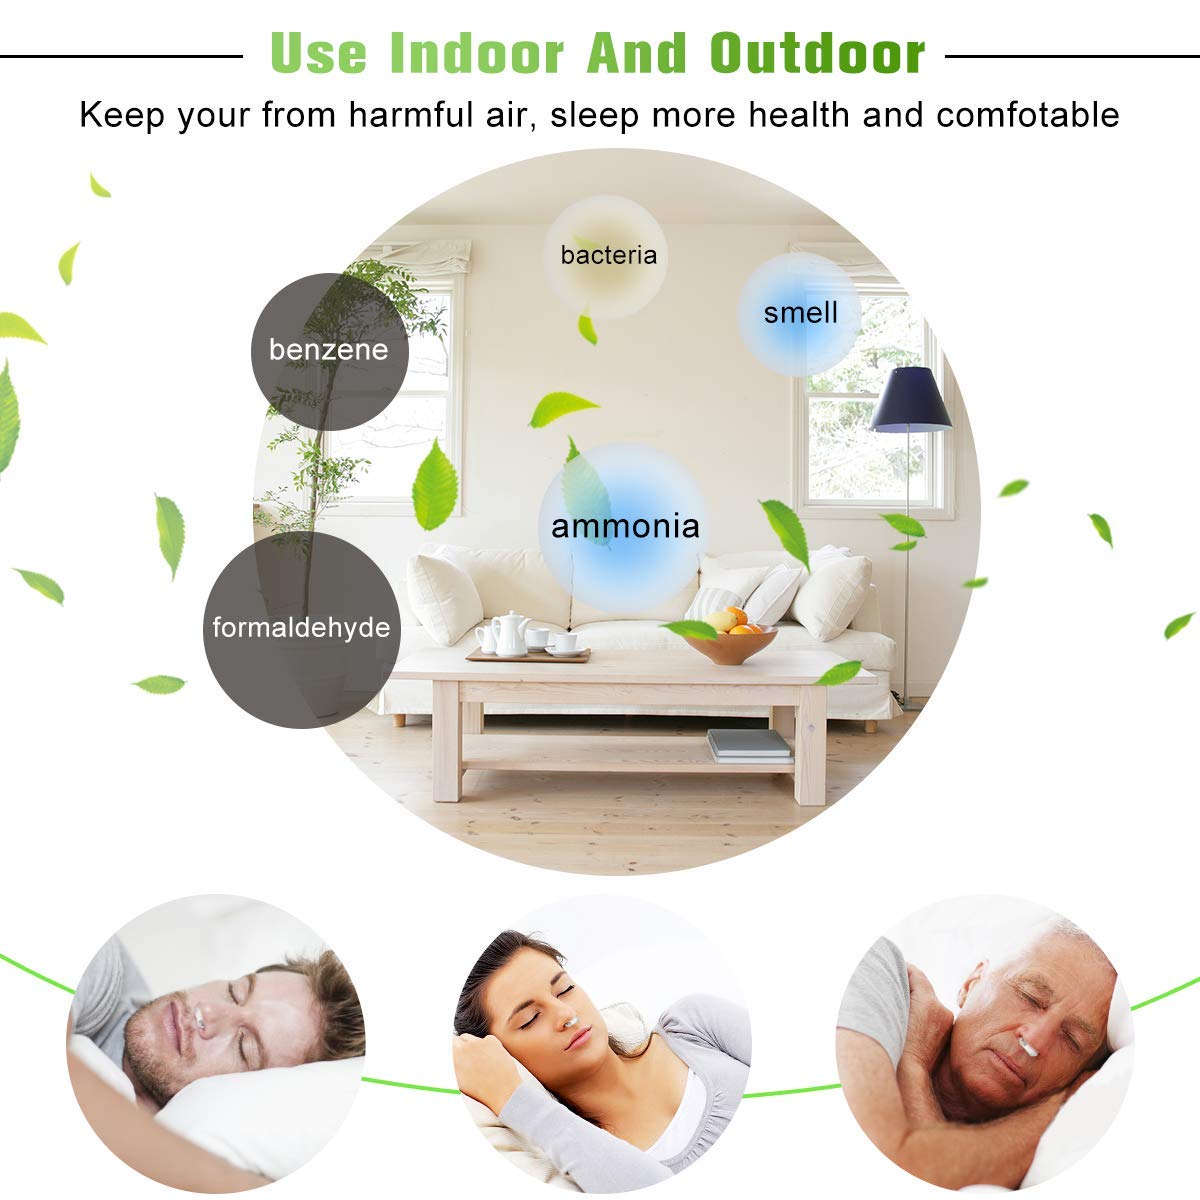 Use Indoor And Outdoor
Keep your from harmful air, sleep more health and comfotable
bacteria
smell
benzene
ammonia
formaldehyde